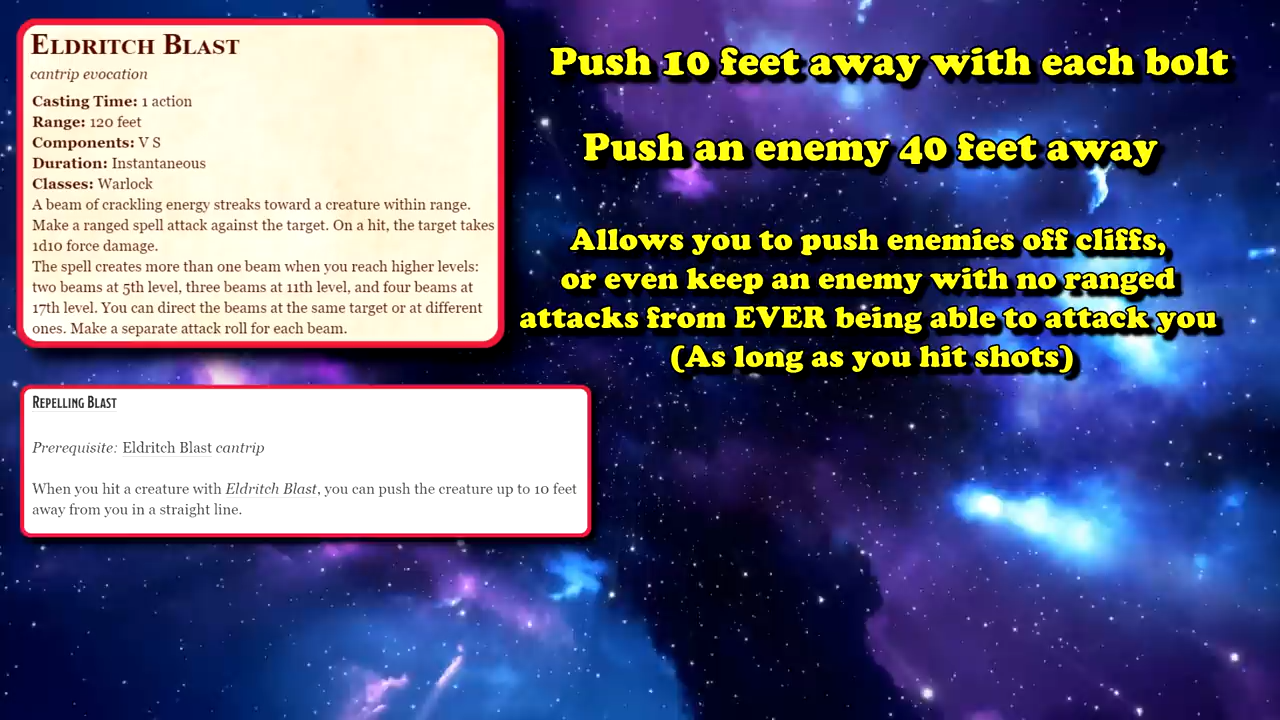 ELDRITCH BLAST
cantrip evocation
Casting Time: 1 action
Range: 120 feet
Components: V S
Duration: Instantaneous
Classes: Warlock
A beam of crackling energy streaks toward a creature within range.
Make a ranged spell attack against the target. On a hit, the target takes
1d10 force damage.
The spell creates more than one beam when you reach higher levels:
two beams at 5th level, three beams at 11th level, and four beams at
17th level. You can direct the beams at the same target or at different
ones. Make a separate attack roll for each beam.
REPELLING BLAST
Prerequisite: Eldritch Blast cantrip
When you hit a creature with Eldritch Blast, you can push the creature up to 10 feet
away from you in a straight line.
Push 10 feet away with each bolt
Push an enemy 40 feet away
Allows you to push enemies off cliffs,
or even keep an enemy with no ranged
attacks from EVER being able to attack you
(As long as you hit shots)